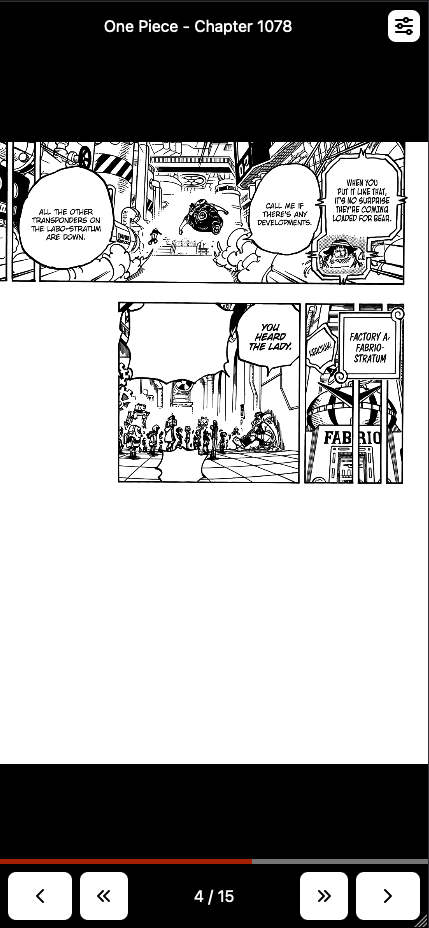 One Piece - Chapter 1078
WHEN YOU
PUT IT LIKE THAT,
IT'S NO SURPRISE
THEY'RE COMING
LOADED FOR BEAR.
CALL ME IF
THERE'S ANY
DEVELOPMENTS.
ALL THE OTHER
TRANSPONDERS ON
THE LABO-STRATUM
ARE DOWN.
FACTORY A:
FABRIO-
STRATUM
FABRIO
YOU
HEARD
THE LADY.
4 / 15